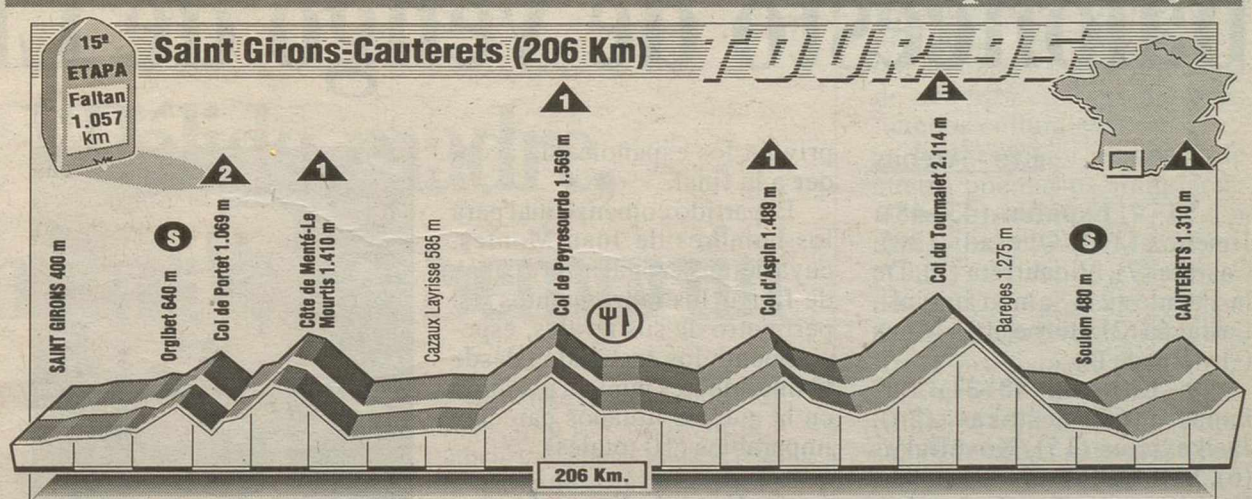 15ª
ETAPA
Faltan
1.057
km
Saint Girons-Cauterets (206 Km)
TOUR 95
SAINT GIRONS 400 m
S
Orgibet 640 m
2
Col de Portet 1.069 m
1
Côte de Menté-Le
Mourtis 1.410 m
Cazaux Layrisse 585 m
1
Col de Peyresourde 1.569 m
1
Col d'Aspin 1.489 m
E
Col du Tourmalet 2.114 m
Bareges 1.275 m
S
Soulom 480 m
1
CAUTERETS 1.310 m
206 Km.